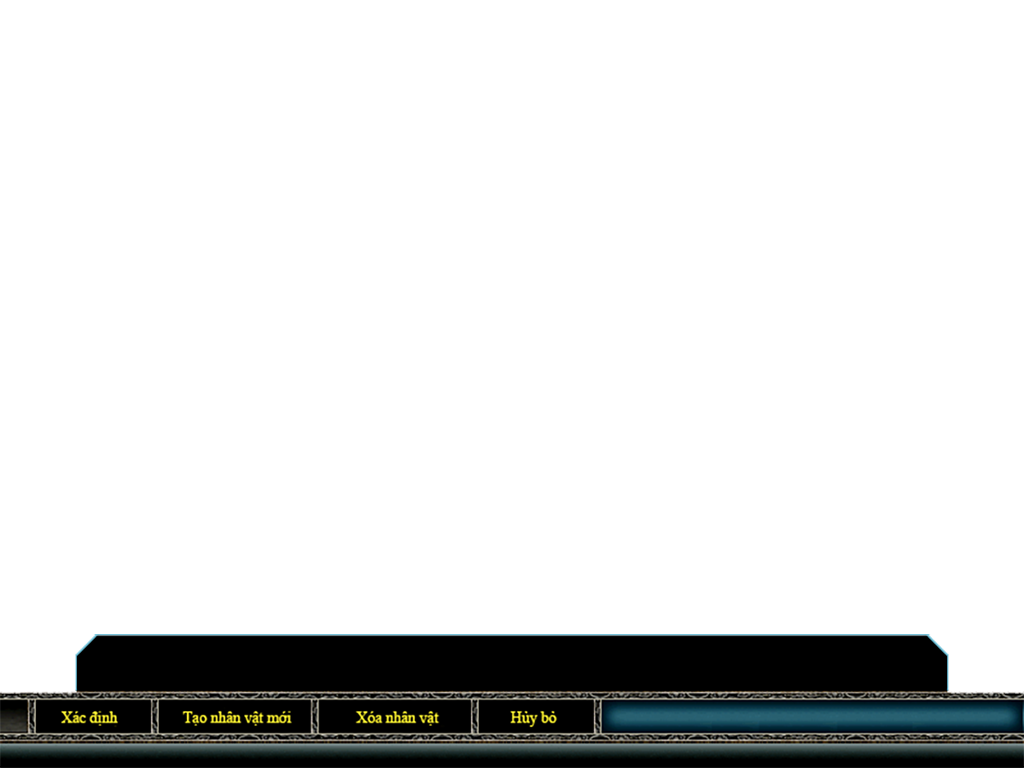 Xác định
Tạo nhân vật mới
Xóa nhân vật
Hủy bỏ